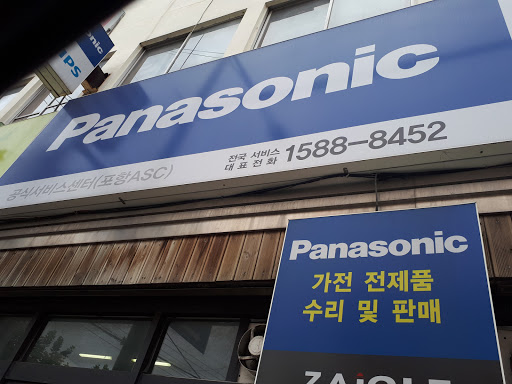 Panasonic
공식서비스센터(포항ASC)
전국 서비스
대표전화
1588-8452
Panasonic
가전 전제품
수리 및 판매
ZAIGLE